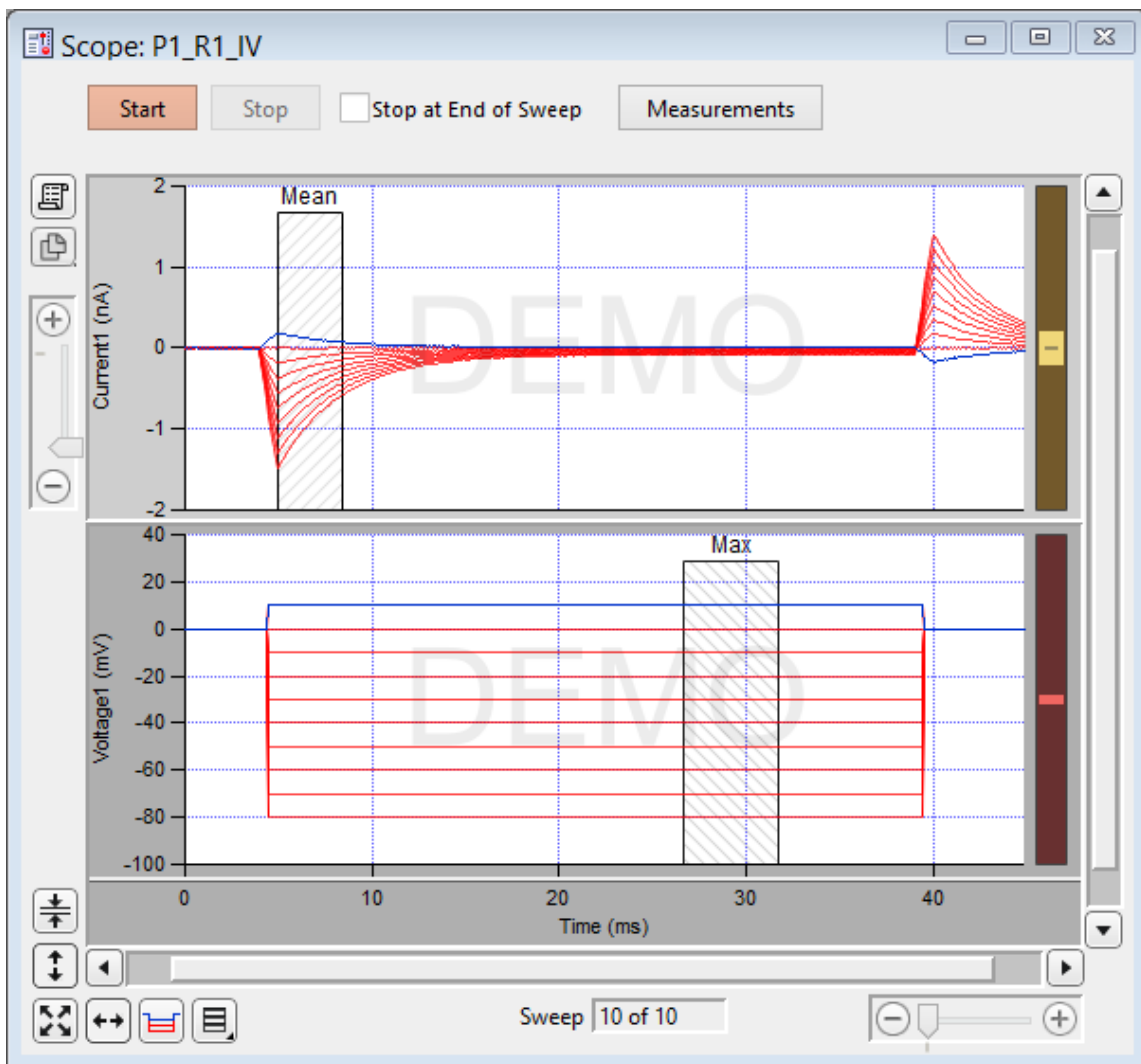 Scope: P1_R1_IV
Start
Stop
Stop at End of Sweep
Measurements
Mean
2
1
0
-1
-2
Current1 (nA)
DEMO
Max
40
20
0
-20
-40
-60
-80
-100
Voltage1 (mV)
DEMO
0 10 20 30 40
Time (ms)
Sweep 10 of 10